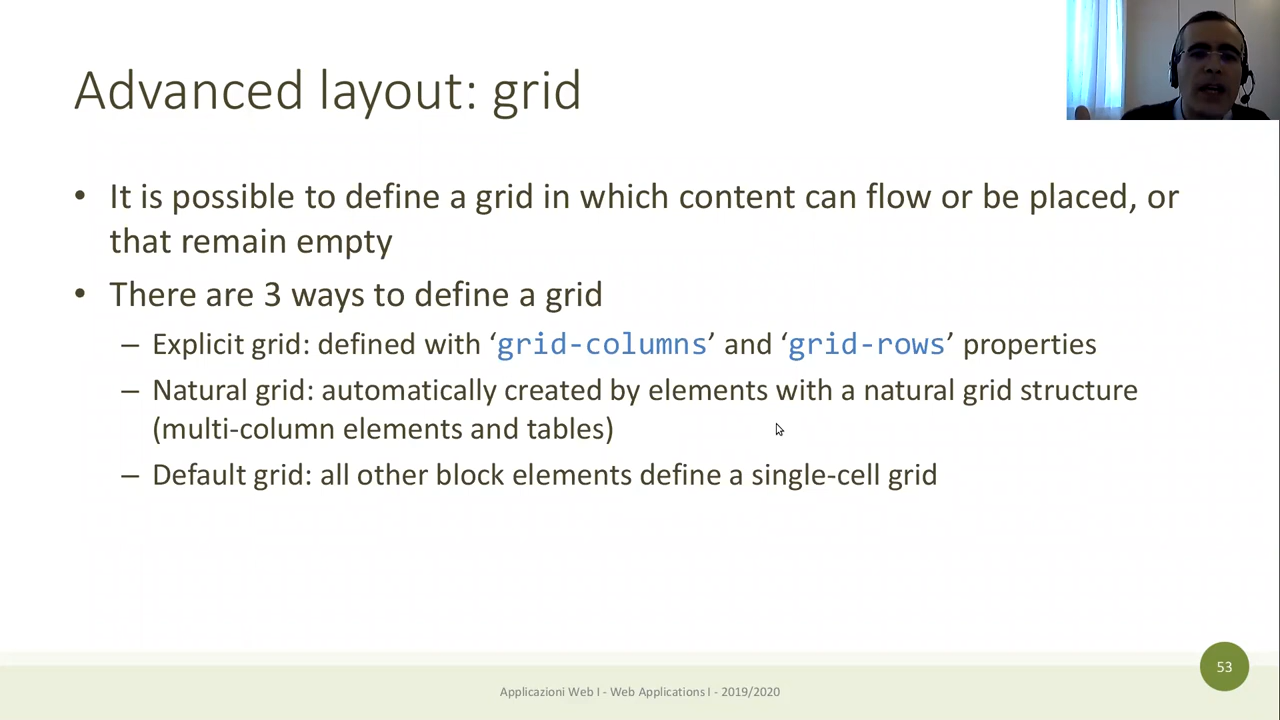 Advanced layout: grid
• It is possible to define a grid in which content can flow or be placed, or
that remain empty
• There are 3 ways to define a grid
– Explicit grid: defined with ‘grid-columns’ and ‘grid-rows’ properties
– Natural grid: automatically created by elements with a natural grid structure
(multi-column elements and tables)
– Default grid: all other block elements define a single-cell grid
53
Applicazioni Web I - Web Applications I - 2019/2020